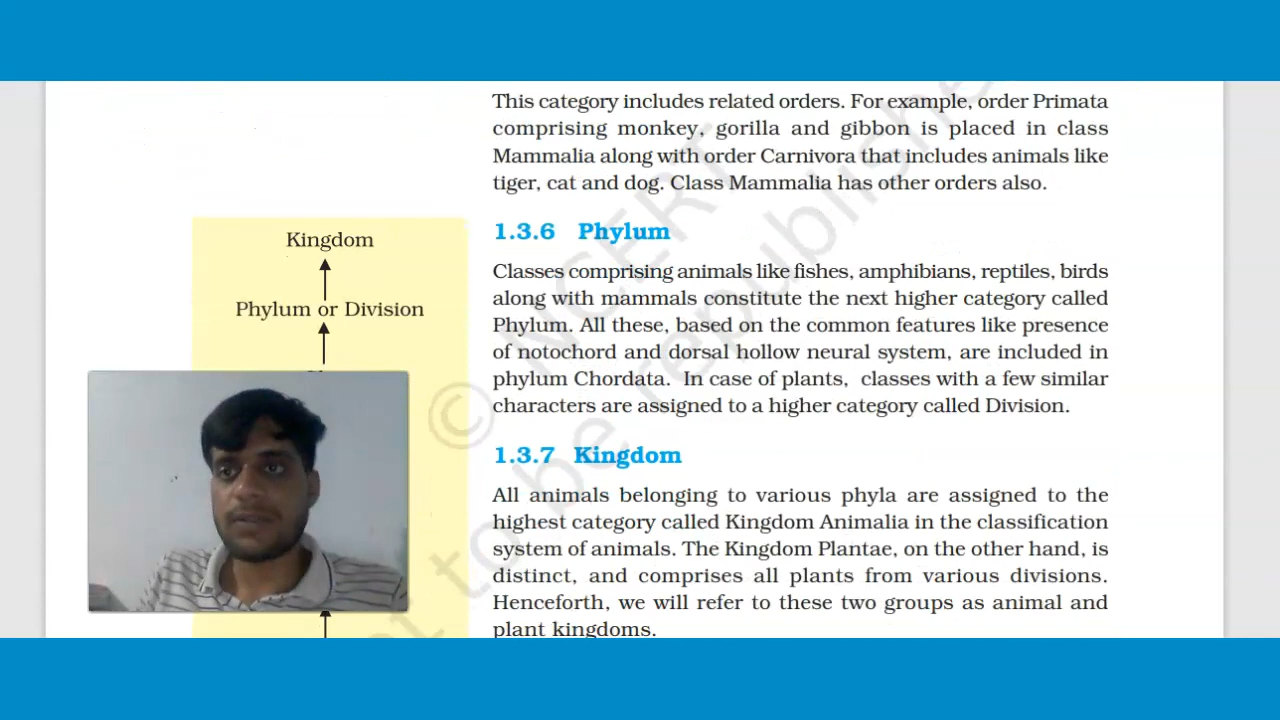 This category includes related orders. For example, order Primata
comprising monkey, gorilla and gibbon is placed in class
Mammalia along with order Carnivora that includes animals like
tiger, cat and dog. Class Mammalia has other orders also.
Kingdom
Phylum or Division
1.3.6 Phylum
Classes comprising animals like fishes, amphibians, reptiles, birds
along with mammals constitute the next higher category called
Phylum. All these, based on the common features like presence
of notochord and dorsal hollow neural system, are included in
phylum Chordata. In case of plants, classes with a few similar
characters are assigned to a higher category called Division.
1.3.7 Kingdom
All animals belonging to various phyla are assigned to the
highest category called Kingdom Animalia in the classification
system of animals. The Kingdom Plantae, on the other hand, is
distinct, and comprises all plants from various divisions.
Henceforth, we will refer to these two groups as animal and
plant kingdoms.
© NCERT
to be republishe